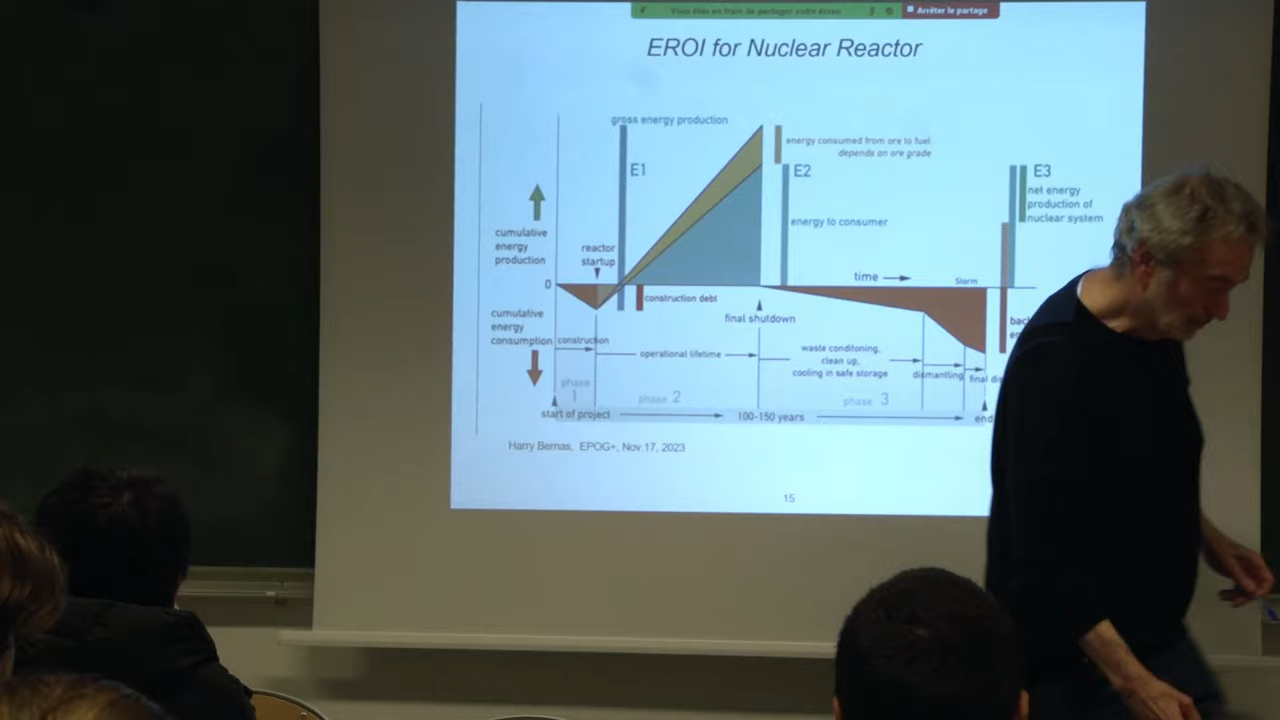 Vous êtes en train de partager votre écran
Arrêter le partage
EROI for Nuclear Reactor
gross energy production
E1
energy consumed from ore to fuel
depends on ore grade
E2
E3
net energy
production of
nuclear system
energy to consumer
cumulative
energy
production
reactor
startup
time
Storm
0
construction debt
final shutdown
cumulative
energy
consumption
construction
operational lifetime
waste conditoning,
clean up,
cooling in safe storage
dismantling
phase
1
phase 2
phase 3
start of project
100-150 years
end
Harry Bernas, EPOG+, Nov.17, 2023
15